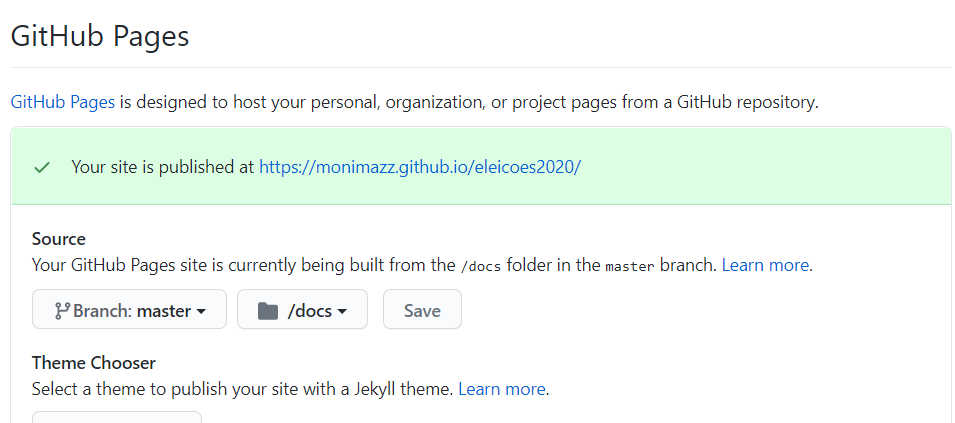 GitHub Pages
GitHub Pages is designed to host your personal, organization, or project pages from a GitHub repository.
Your site is published at https://monimazz.github.io/eleicoes2020/
Source
Your GitHub Pages site is currently being built from the /docs folder in the master branch. Learn more.
Branch: master /docs Save
Theme Chooser
Select a theme to publish your site with a Jekyll theme. Learn more.